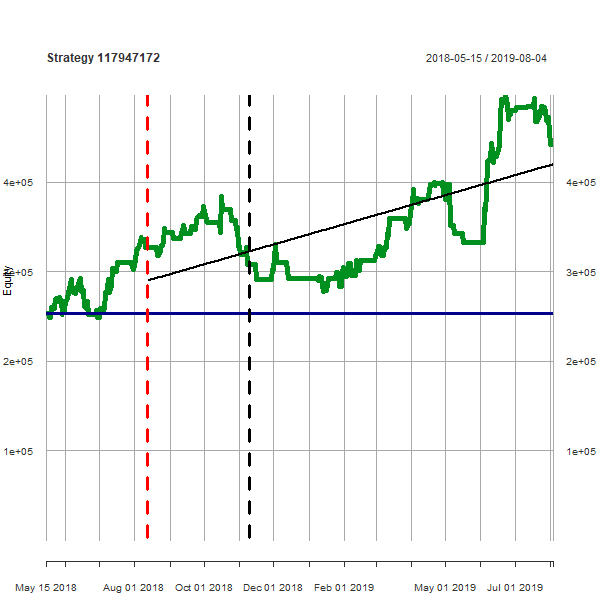 Strategy 117947172
2018-05-15 / 2019-08-04
4e+05
4e+05
3e+05
3e+05
Equity
2e+05
2e+05
1e+05
1e+05
May 15 2018
Aug 01 2018
Oct 01 2018
Dec 01 2018
Feb 01 2019
May 01 2019
Jul 01 2019